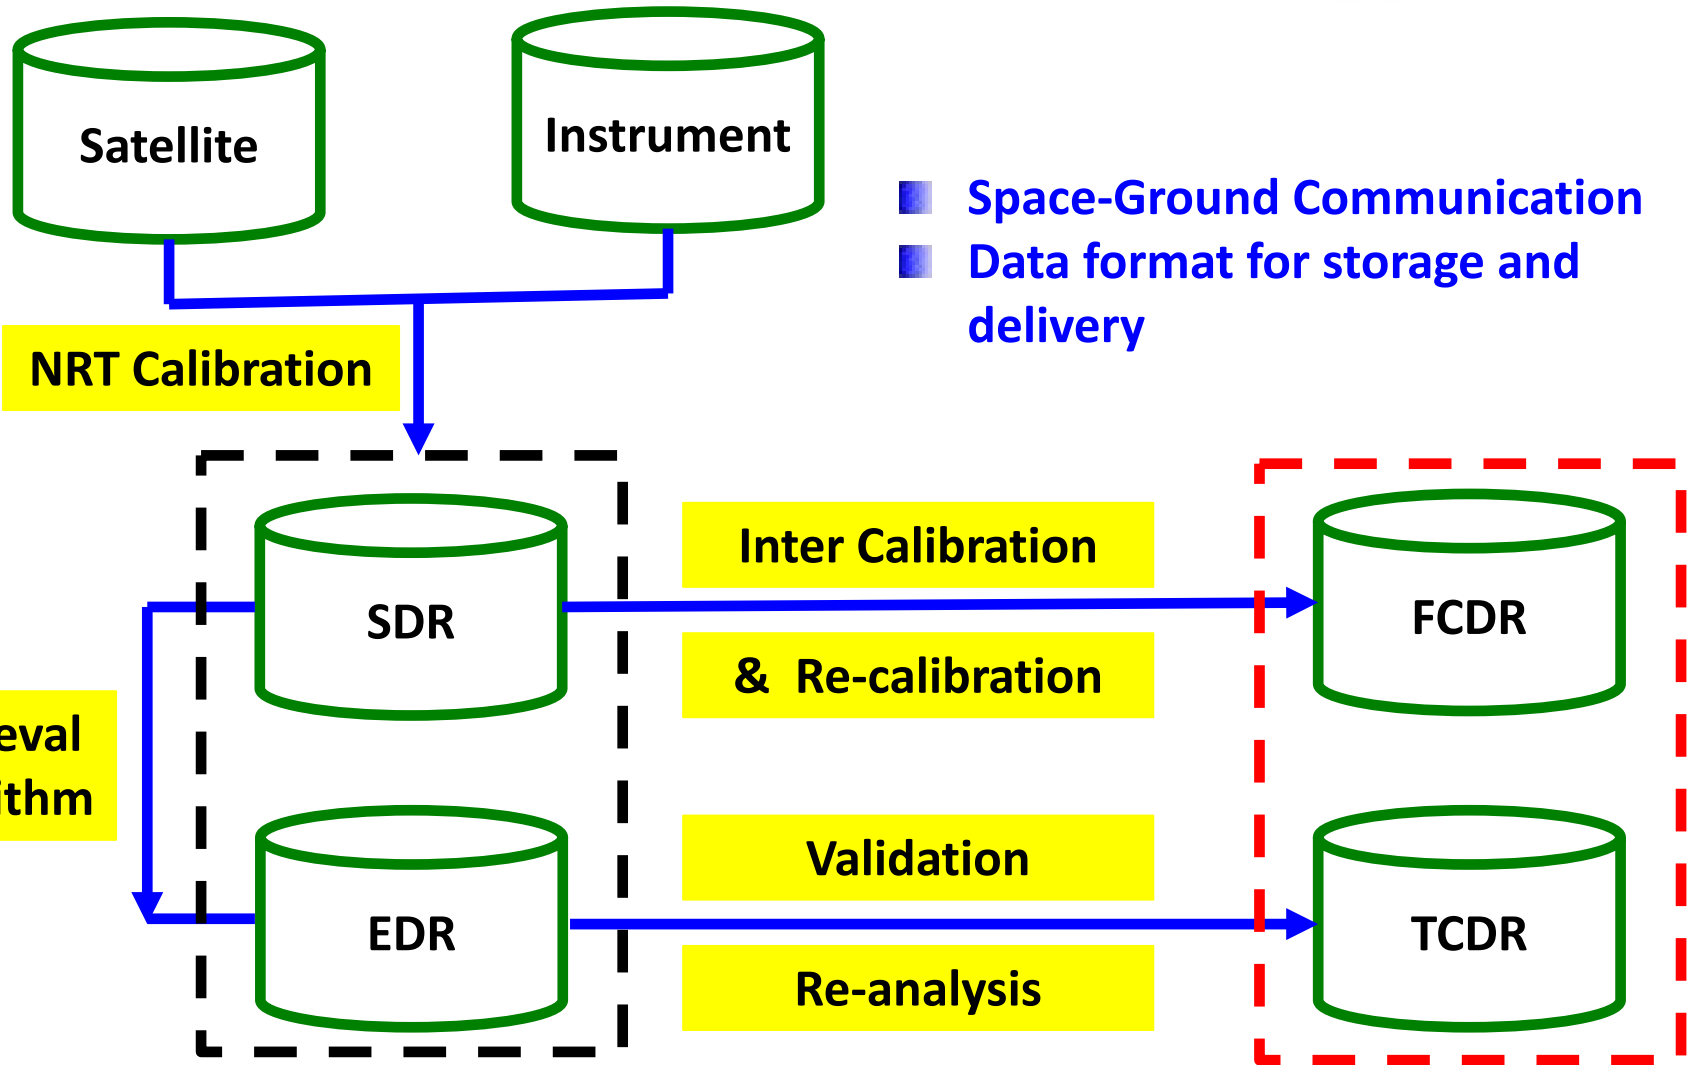 Satellite
Instrument
Space-Ground Communication
Data format for storage and
delivery
NRT Calibration
Inter Calibration
SDR
FCDR
& Re-calibration
eval
ithm
Validation
EDR
TCDR
Re-analysis